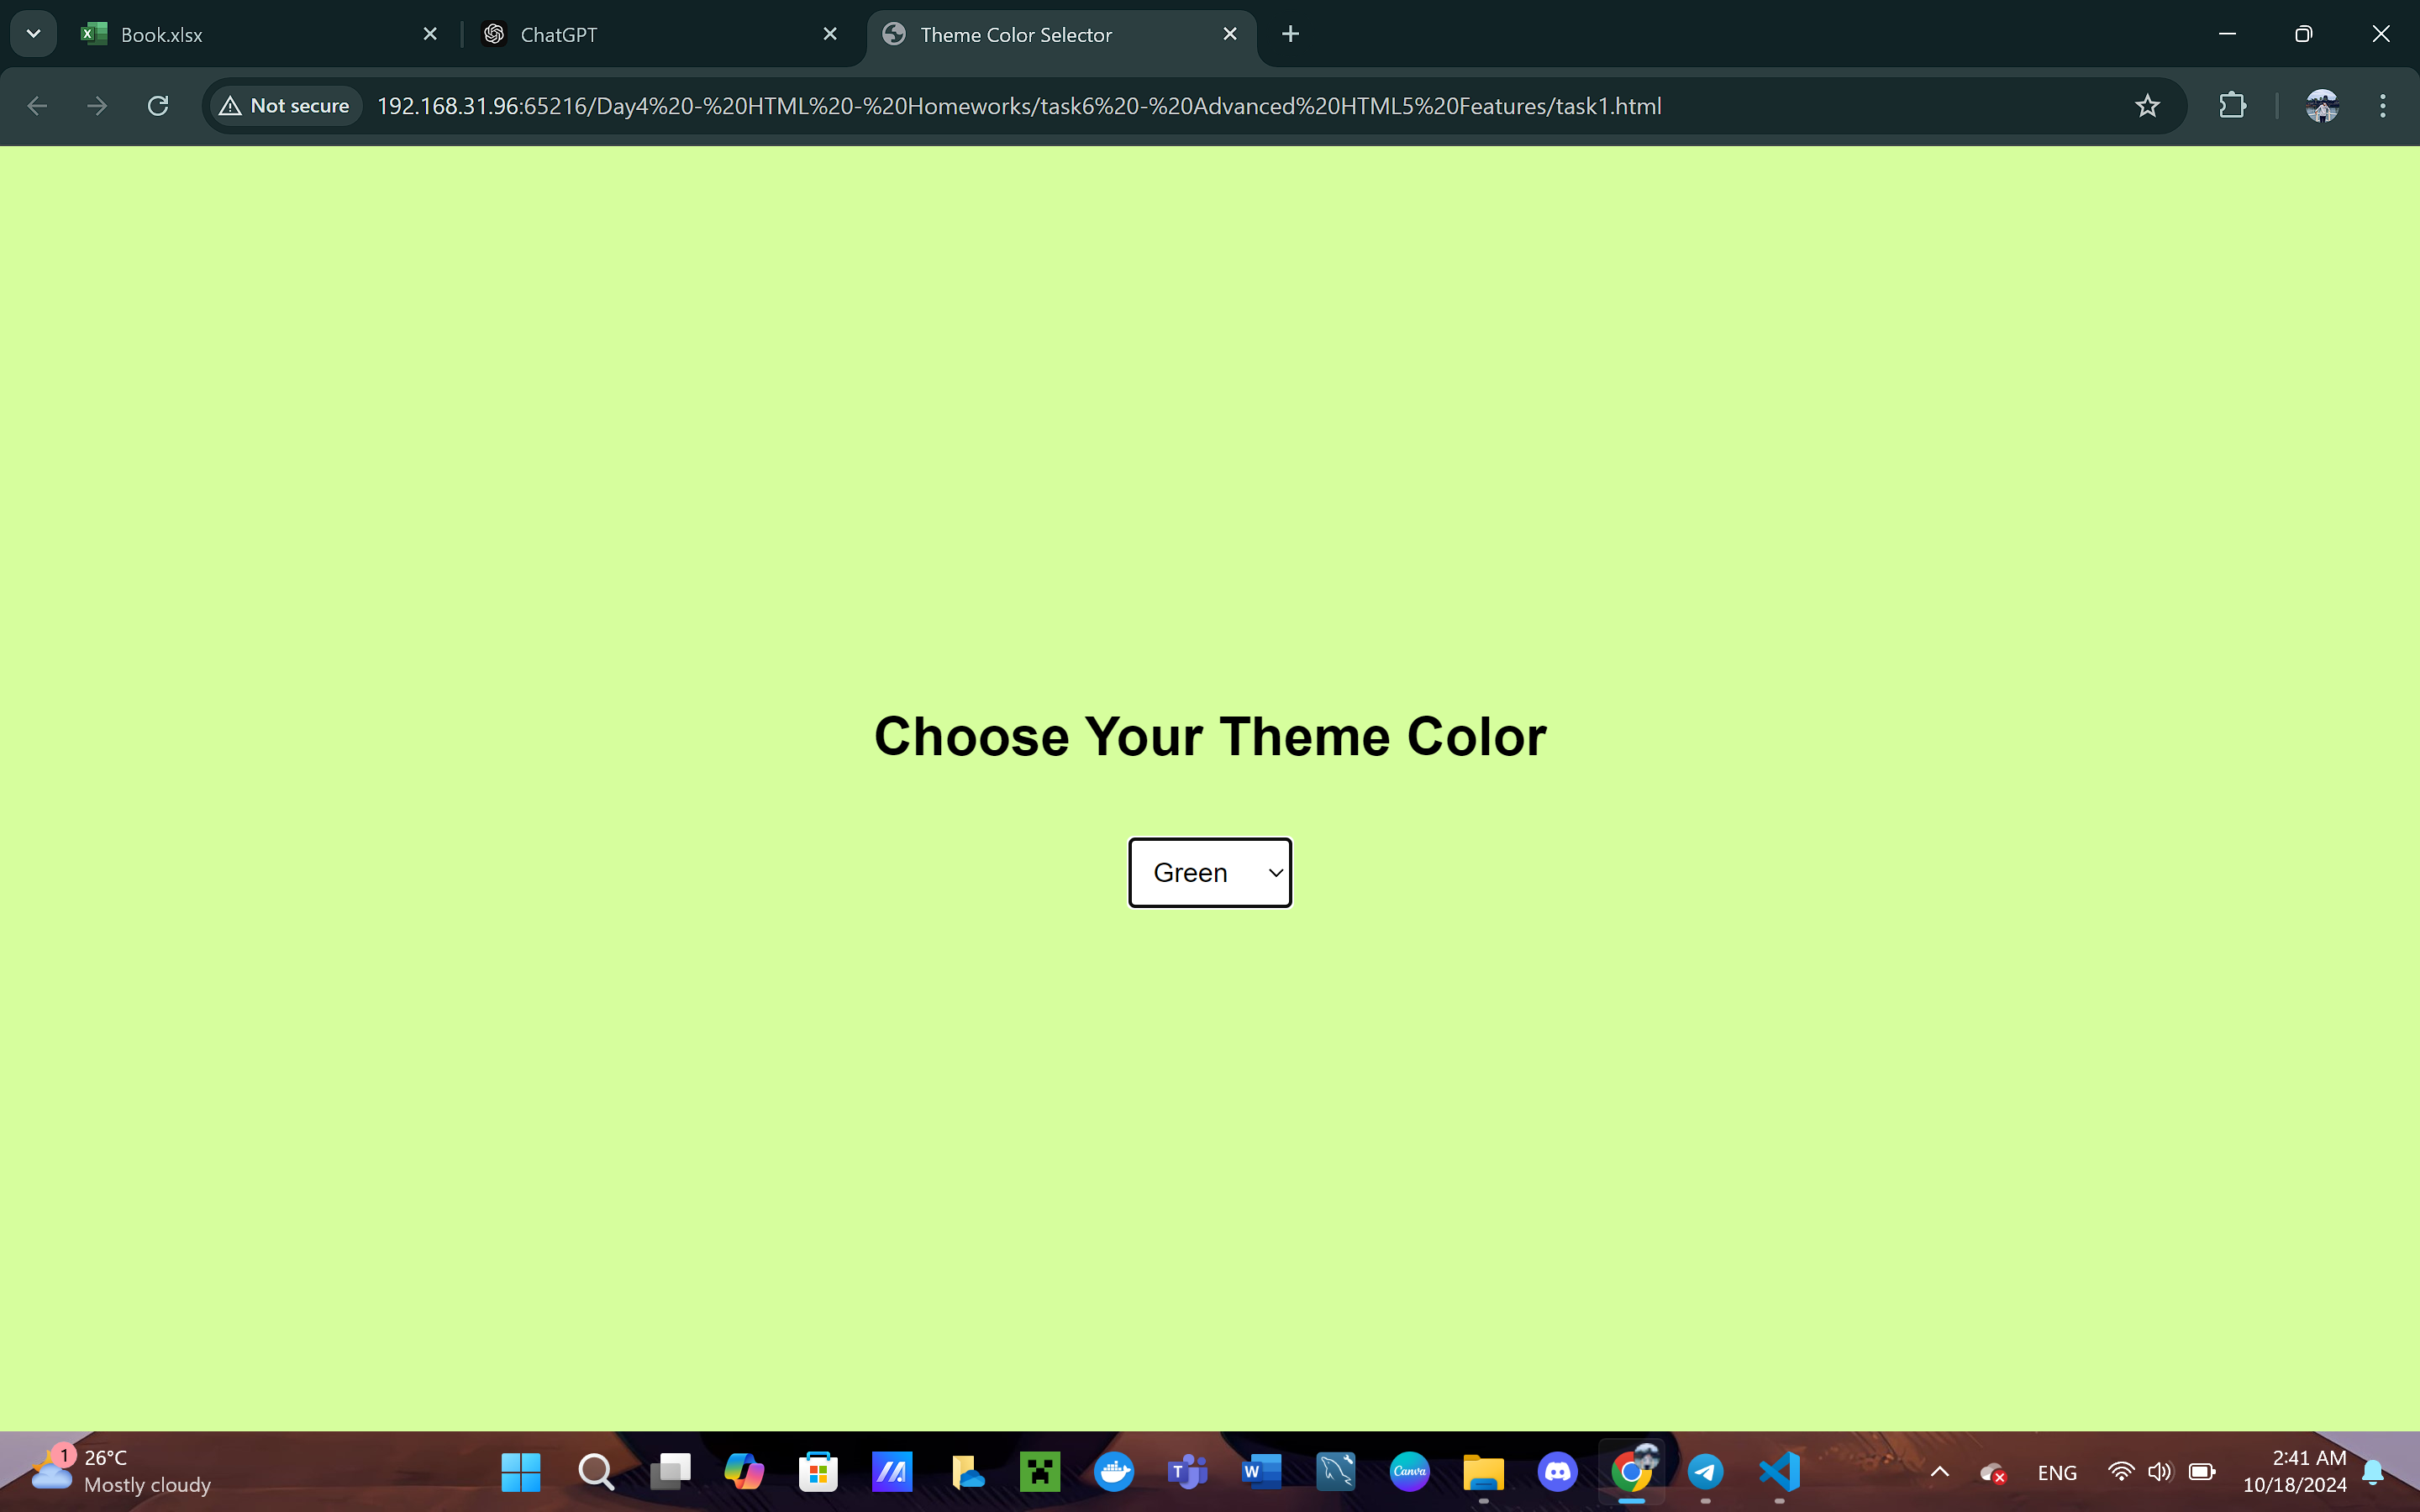 Book.xlsx
ChatGPT
Theme Color Selector
Not secure
192.168.31.96:65216/Day4%20-%20HTML%20-%20Homeworks/task6%20-%20Advanced%20HTML5%20Features/task1.html
Choose Your Theme Color
Green
1
26°C
Mostly cloudy
T
W
Canva
ENG
2:41 AM
10/18/2024